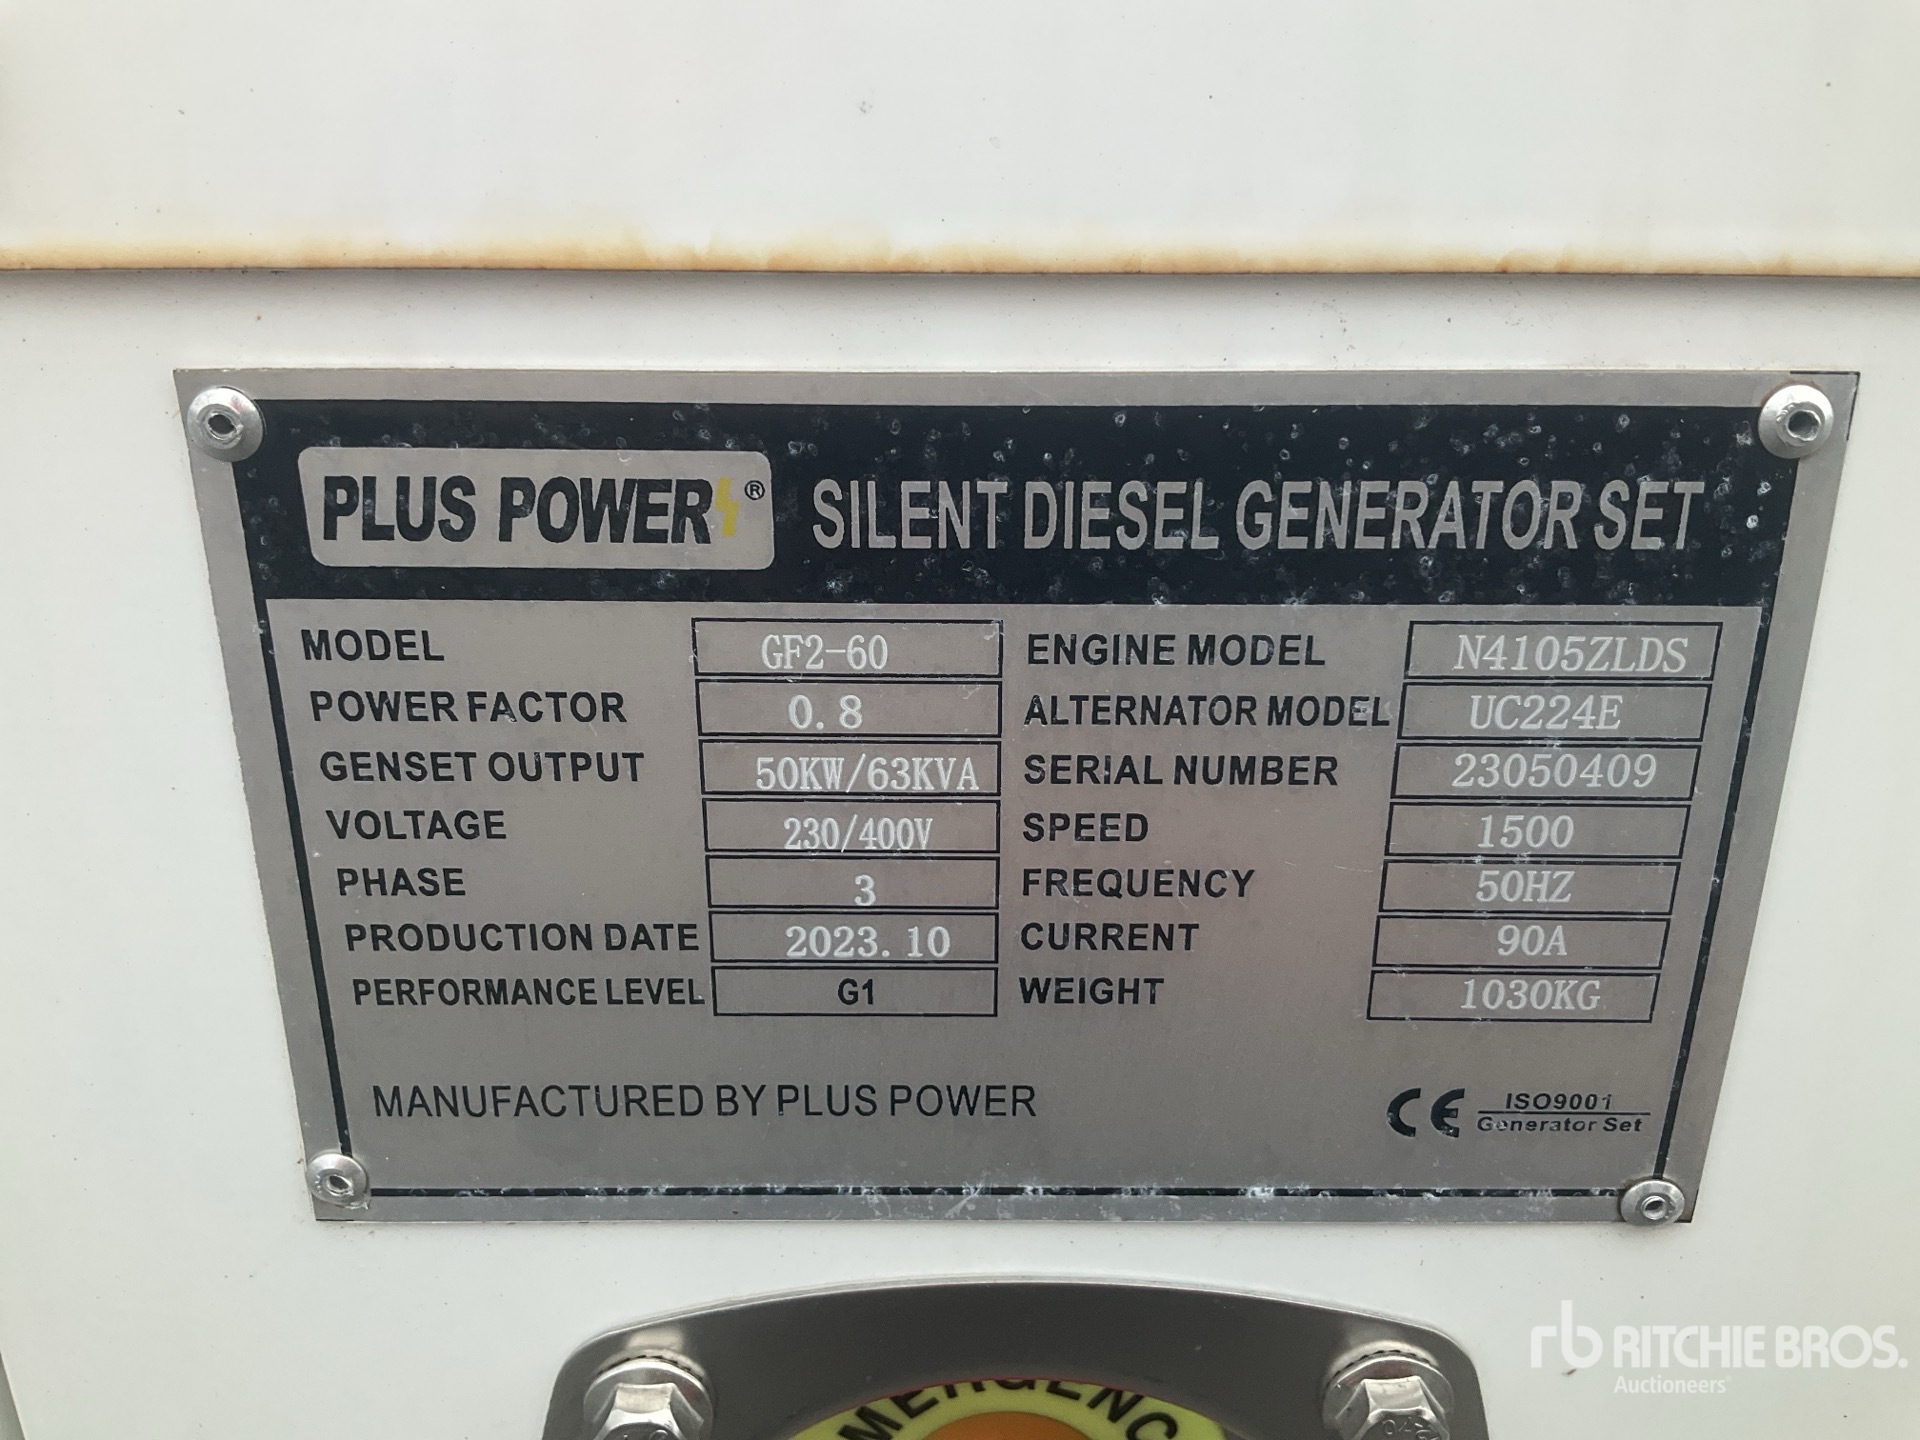 PLUS POWER ® SILENT DIESEL GENERATOR SET
MODEL GF2-60 ENGINE MODEL N4105ZLDS
POWER FACTOR 0.8 ALTERNATOR MODEL UC224E
GENSET OUTPUT 50KW/63KVA SERIAL NUMBER 23050409
VOLTAGE 230/400V SPEED 1500
PHASE 3 FREQUENCY 50HZ
PRODUCTION DATE 2023.10 CURRENT 90A
PERFORMANCE LEVEL G1 WEIGHT 1030KG
MANUFACTURED BY PLUS POWER CE ISO9001
Generator Set
rb RITCHIE BROS.
Auctioneers